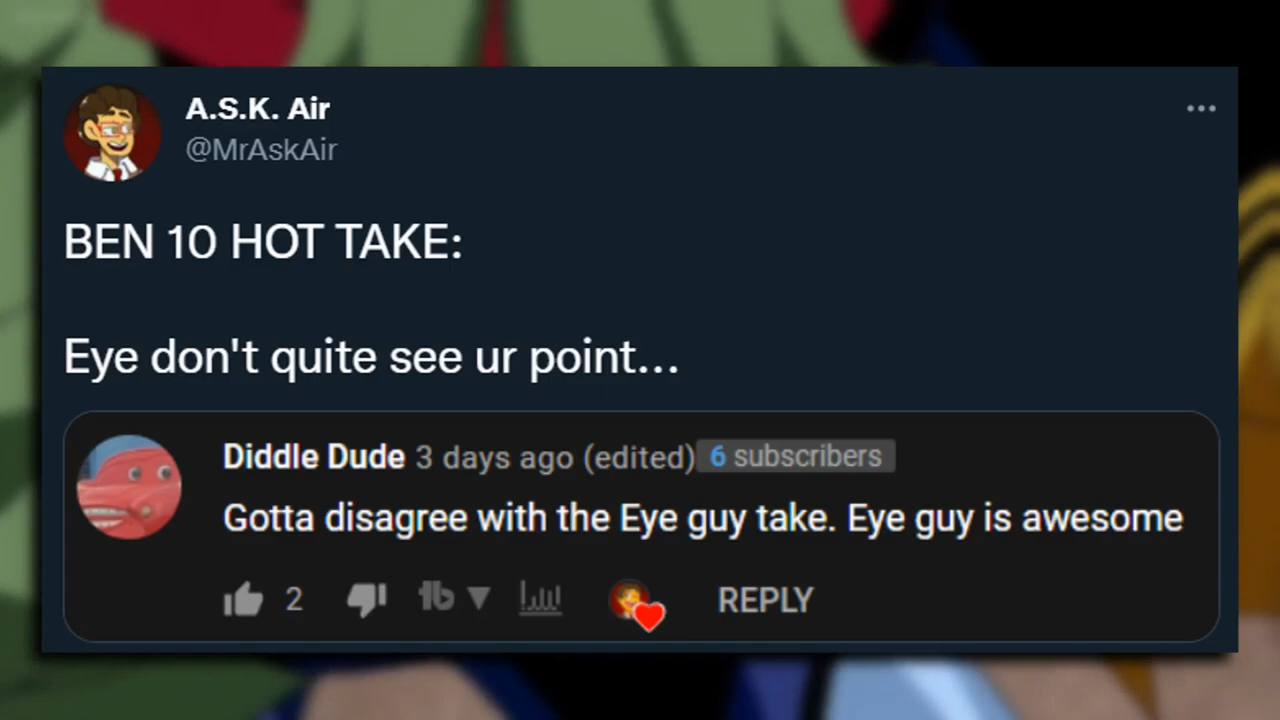 A.S.K. Air
@MrAskAir
BEN 10 HOT TAKE:
Eye don't quite see ur point...
Diddle Dude 3 days ago (edited) 6 subscribers
Gotta disagree with the Eye guy take. Eye guy is awesome
2 tb REPLY